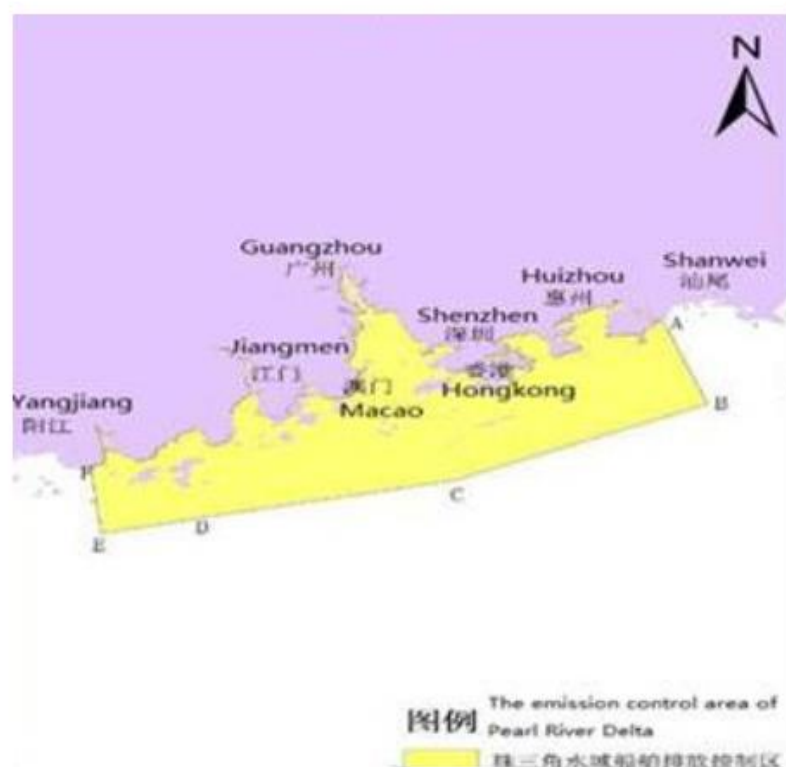 N
Guangzhou
广州
Shanwei
汕尾
Huizhou
惠州
Shenzhen
深圳
A
Jiangmen
江门
香港
Hongkong
澳门
Macao
Yangjiang
阳江
B
F
C
D
E
图例
The emission control area of
Pearl River Delta
珠三角水域船舶排放控制区